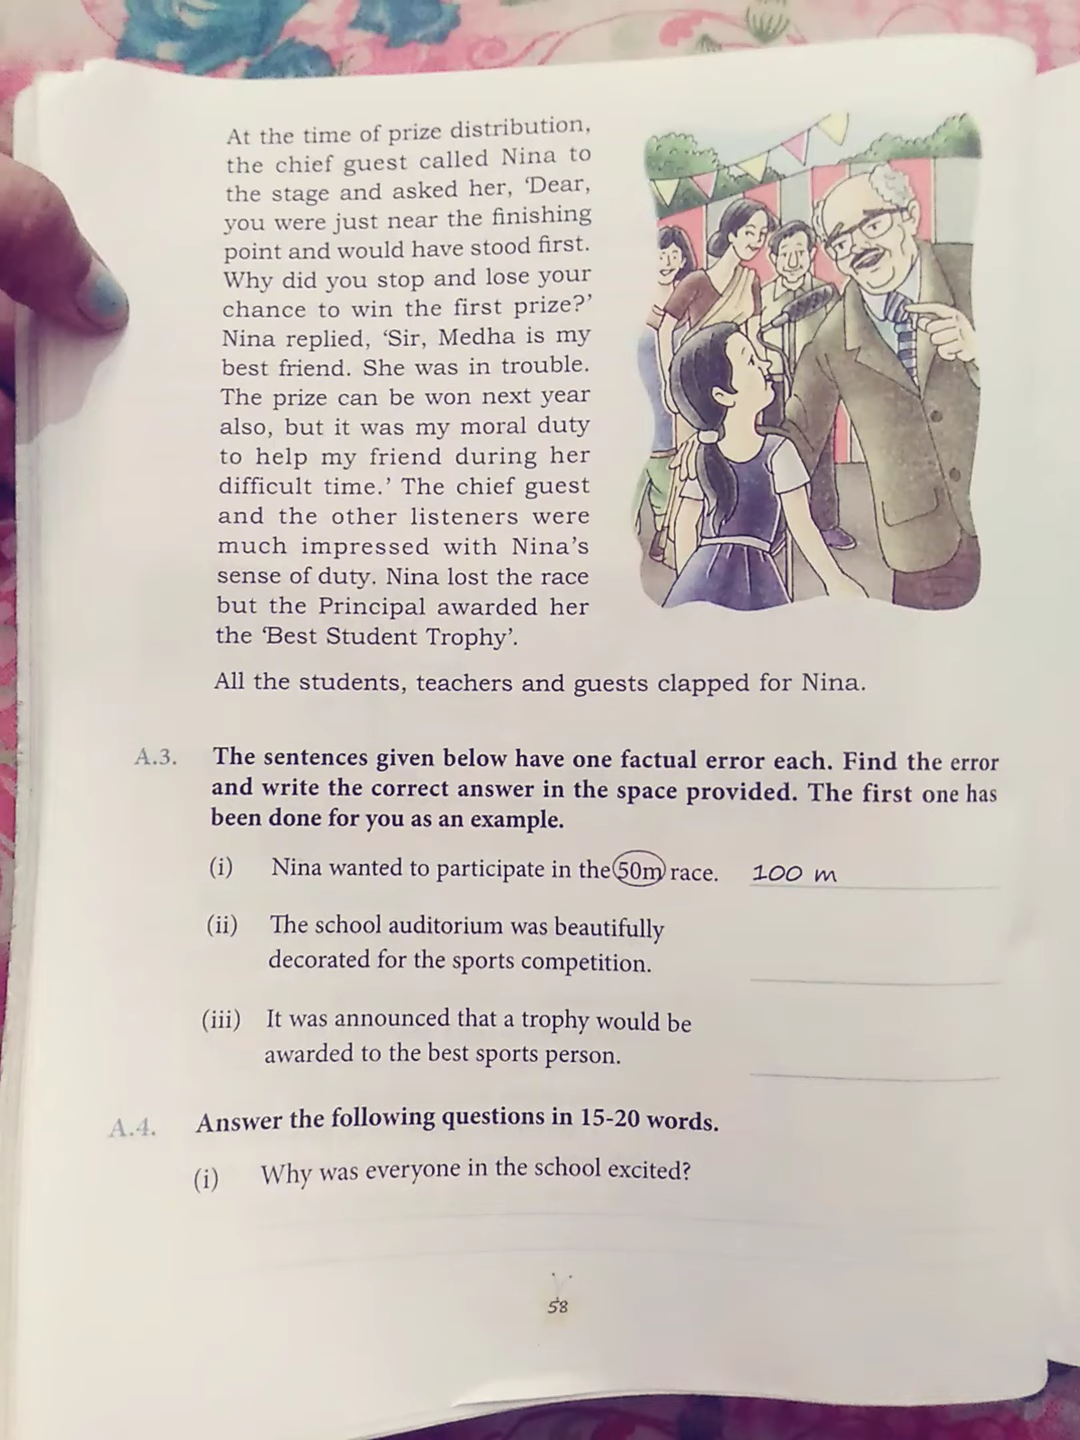 At the time of prize distribution,
the chief guest called Nina to
the stage and asked her, ‘Dear,
you were just near the finishing
point and would have stood first.
Why did you stop and lose your
chance to win the first prize?’
Nina replied, ‘Sir, Medha is my
best friend. She was in trouble.
The prize can be won next year
also, but it was my moral duty
to help my friend during her
difficult time.’ The chief guest
and the other listeners were
much impressed with Nina’s
sense of duty. Nina lost the race
but the Principal awarded her
the ‘Best Student Trophy’.
All the students, teachers and guests clapped for Nina.
A.3. The sentences given below have one factual error each. Find the error
and write the correct answer in the space provided. The first one has
been done for you as an example.
(i) Nina wanted to participate in the 50m race. 100 m
(ii) The school auditorium was beautifully
decorated for the sports competition.
(iii) It was announced that a trophy would be
awarded to the best sports person.
A.4. Answer the following questions in 15-20 words.
(i) Why was everyone in the school excited?
58